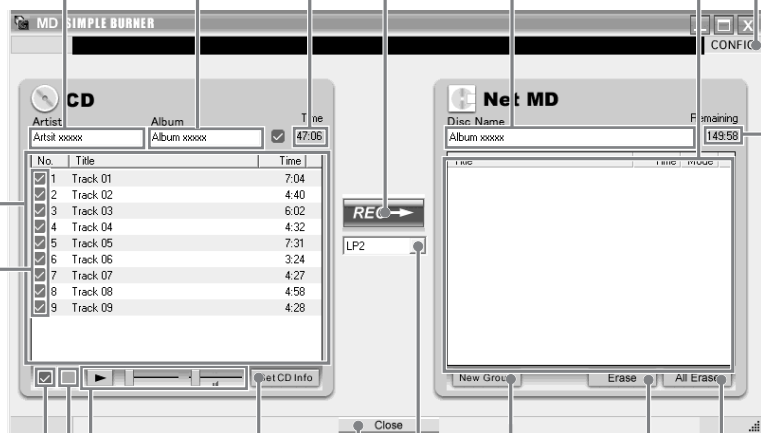 MD SIMPLE BURNER
CONFIG
CD
Artist Album Time
Artsit xxxxx Album xxxxx 47:06
No. Title Time
1 Track 01 7:04
2 Track 02 4:40
3 Track 03 6:02
4 Track 04 4:32
5 Track 05 7:31
6 Track 06 3:24
7 Track 07 4:27
8 Track 08 4:58
9 Track 09 4:28
Get CD Info
REC
LP2
Net MD
Disc Name Remaining
Album xxxxx 149:58
Title Time Mode
New Group Erase All Erase
Close